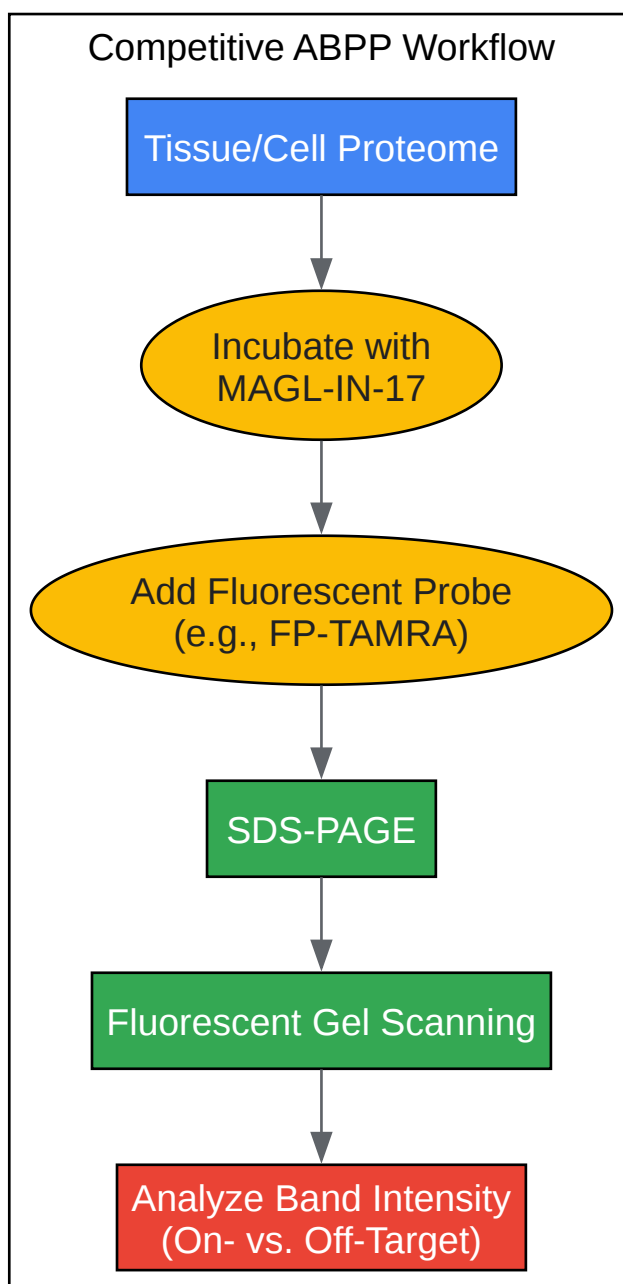 Competitive ABPP Workflow
Tissue/Cell Proteome
Incubate with
MAGL-IN-17
Add Fluorescent Probe
(e.g., FP-TAMRA)
SDS-PAGE
Fluorescent Gel Scanning
Analyze Band Intensity
(On- vs. Off-Target)